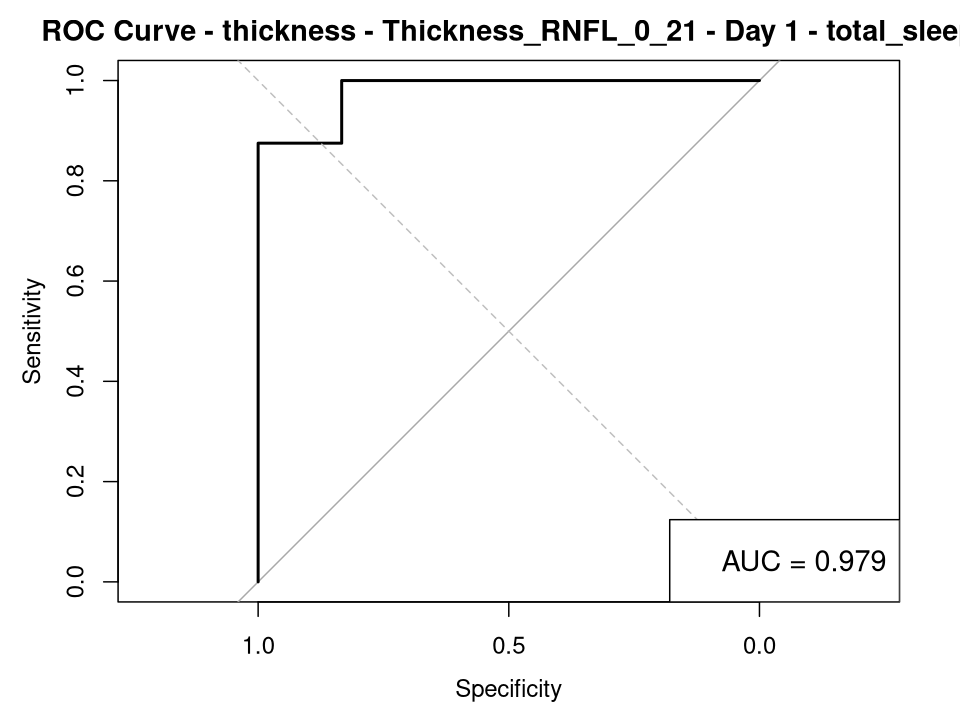 ROC Curve - thickness - Thickness_RNFL_0_21 - Day 1 - total_slee
1.0
0.8
0.6
0.4
0.2
0.0
Sensitivity
AUC = 0.979
1.0 0.5 0.0
Specificity